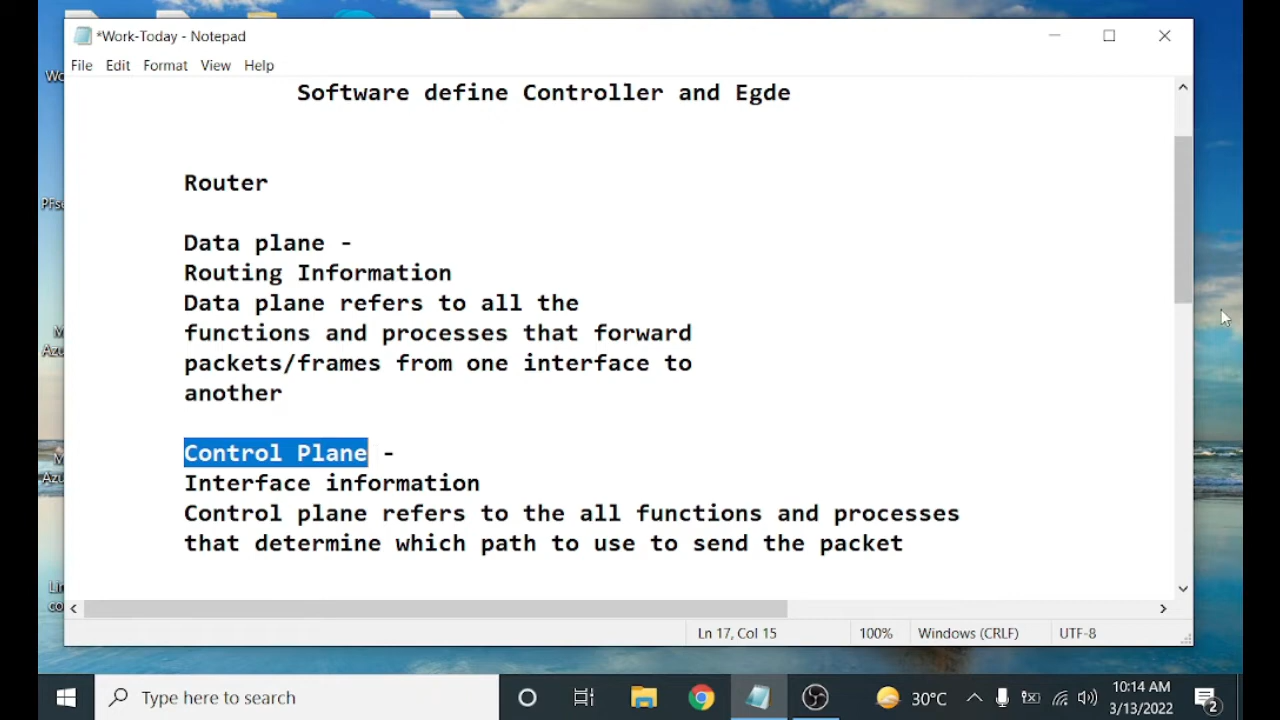 *Work-Today - Notepad
File Edit Format View Help
Software define Controller and Egde
Router
Data plane -
Routing Information
Data plane refers to all the
functions and processes that forward
packets/frames from one interface to
another
Control Plane -
Interface information
Control plane refers to the all functions and processes
that determine which path to use to send the packet
Ln 17, Col 15 100% Windows (CRLF) UTF-8
Type here to search
30°C
10:14 AM
3/13/2022
2